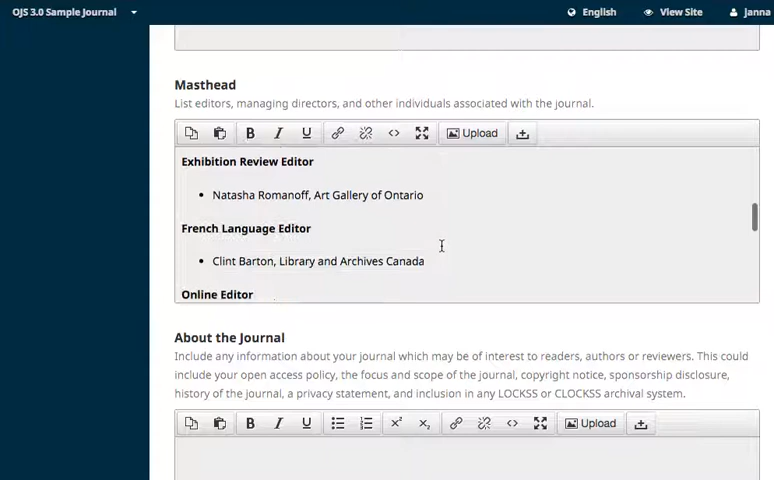 OJS 3.0 Sample Journal English View Site Janna
Masthead
List editors, managing directors, and other individuals associated with the journal.
B I U Upload
Exhibition Review Editor
• Natasha Romanoff, Art Gallery of Ontario
French Language Editor
• Clint Barton, Library and Archives Canada
Online Editor
About the Journal
Include any information about your journal which may be of interest to readers, authors or reviewers. This could
include your open access policy, the focus and scope of the journal, copyright notice, sponsorship disclosure,
history of the journal, a privacy statement, and inclusion in any LOCKSS or CLOCKSS archival system.
B I U x² x₂ Upload